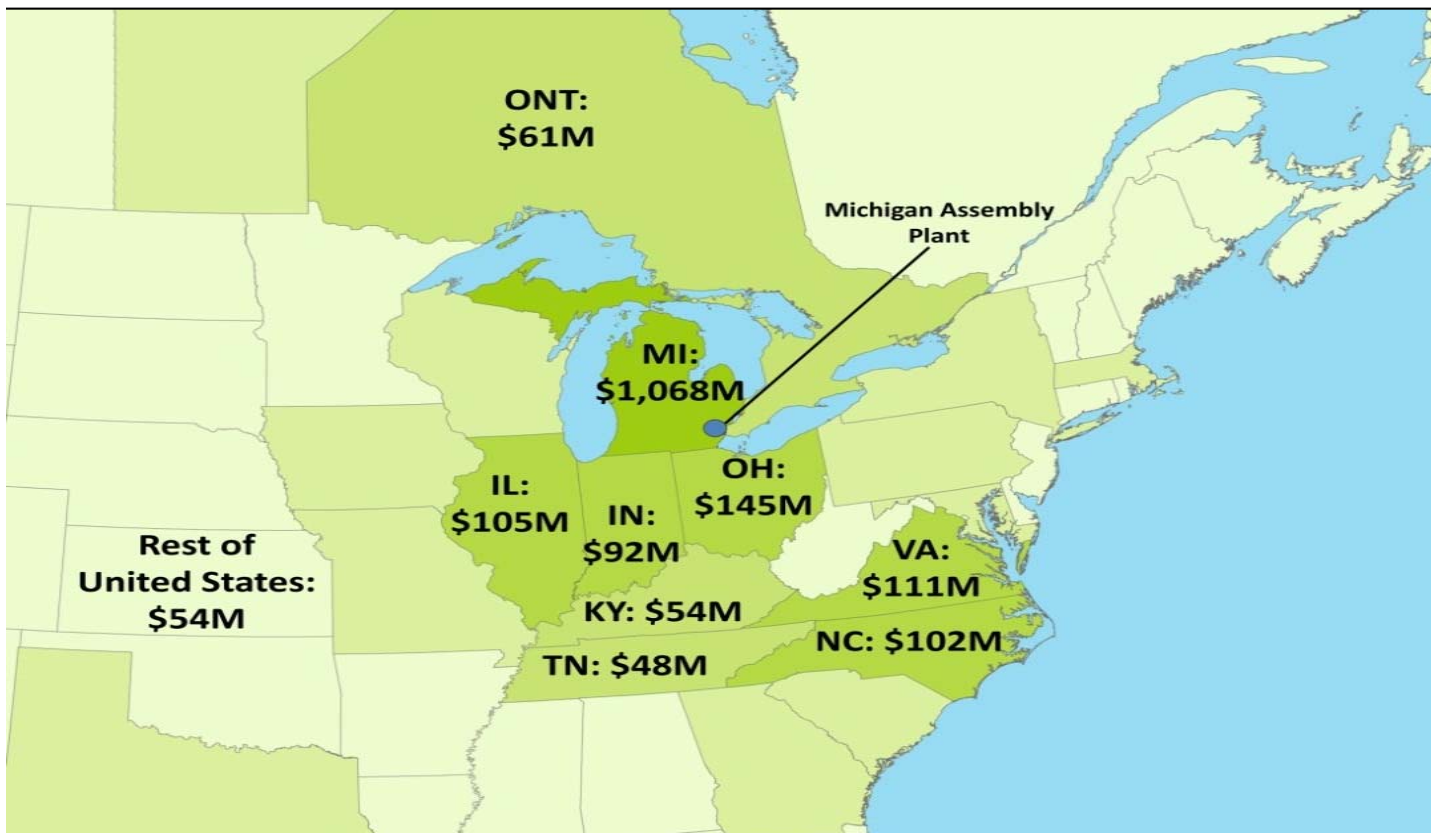 ONT:
$61M
Michigan Assembly
Plant
MI:
$1,068M
IL:
$105M
IN:
$92M
OH:
$145M
Rest of
United States:
$54M
VA:
$111M
KY: $54M
NC: $102M
TN: $48M